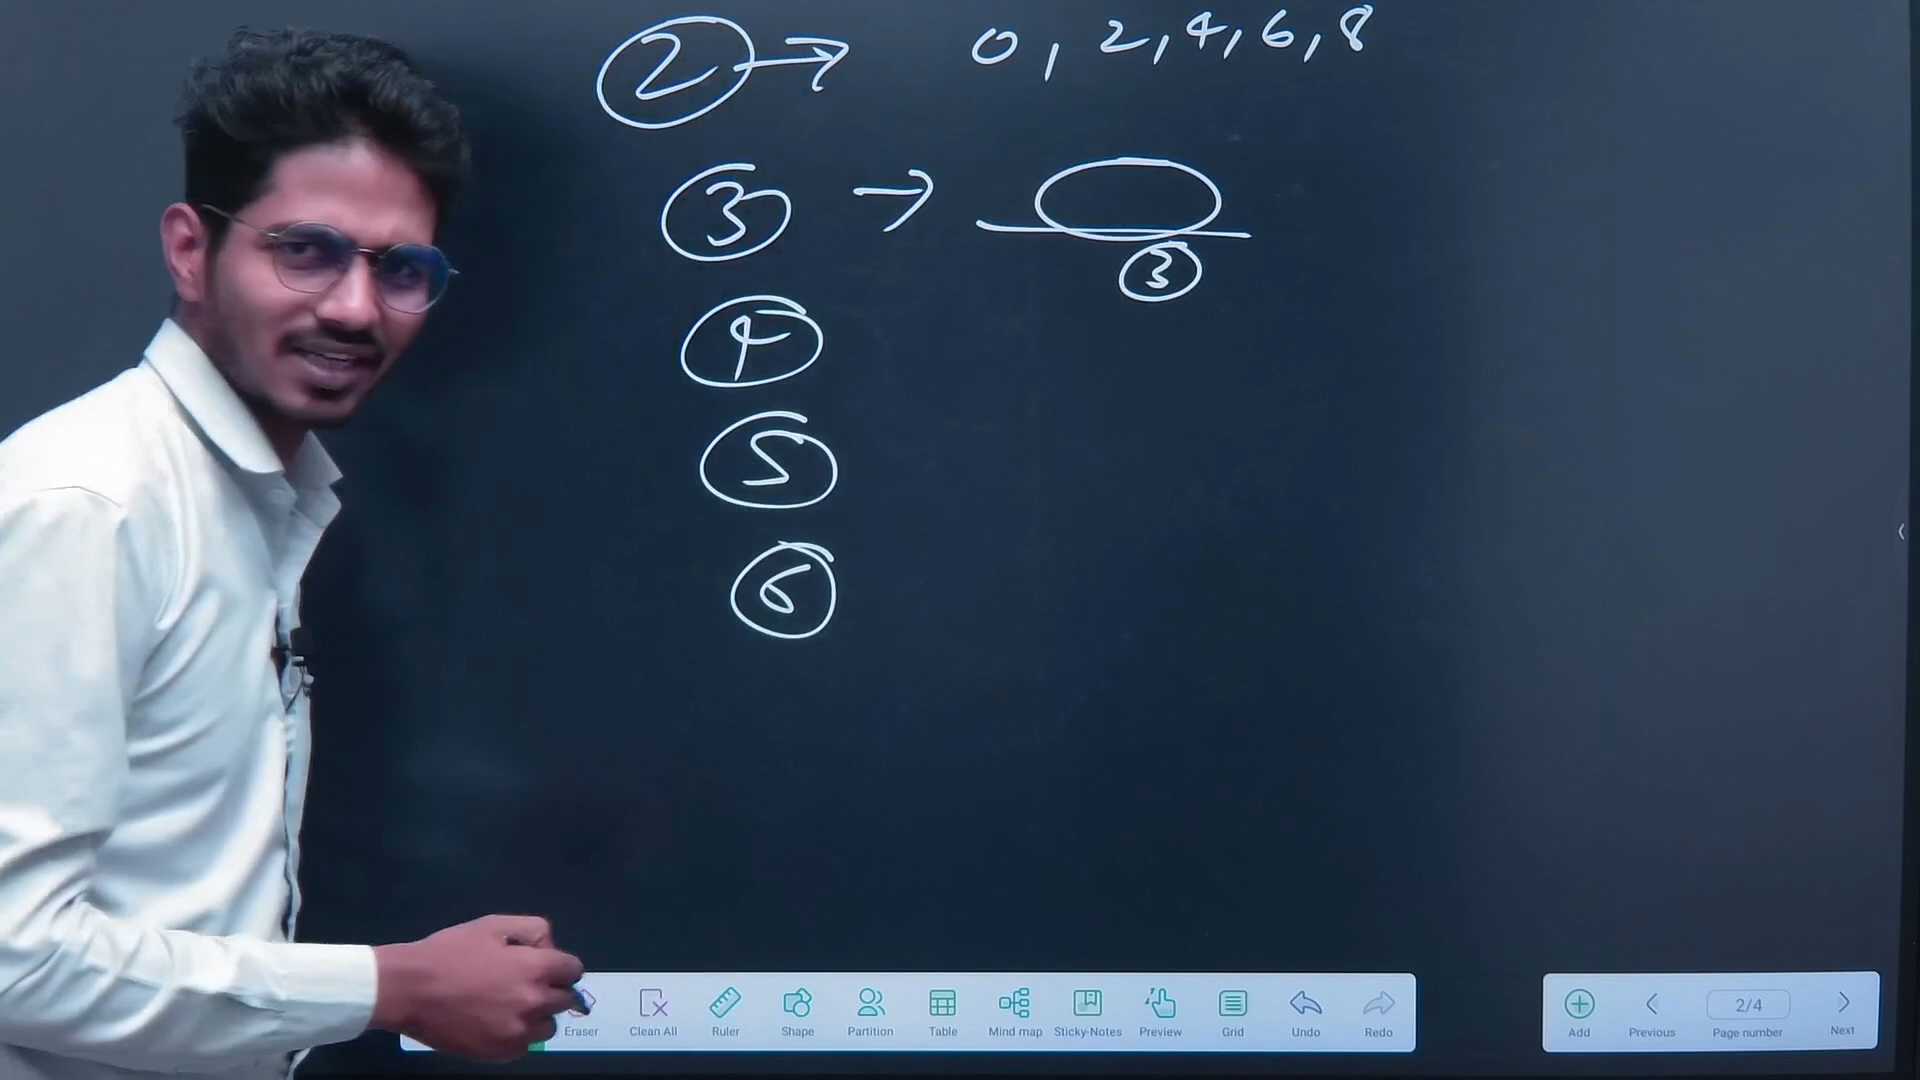 2 → 0, 2, 4, 6, 8
3 →
3
4
5
6
Eraser Clean All Ruler Shape Partition Table Mind map Sticky-Notes Preview Grid Undo Redo
Add Previous 2/4 Page number Next